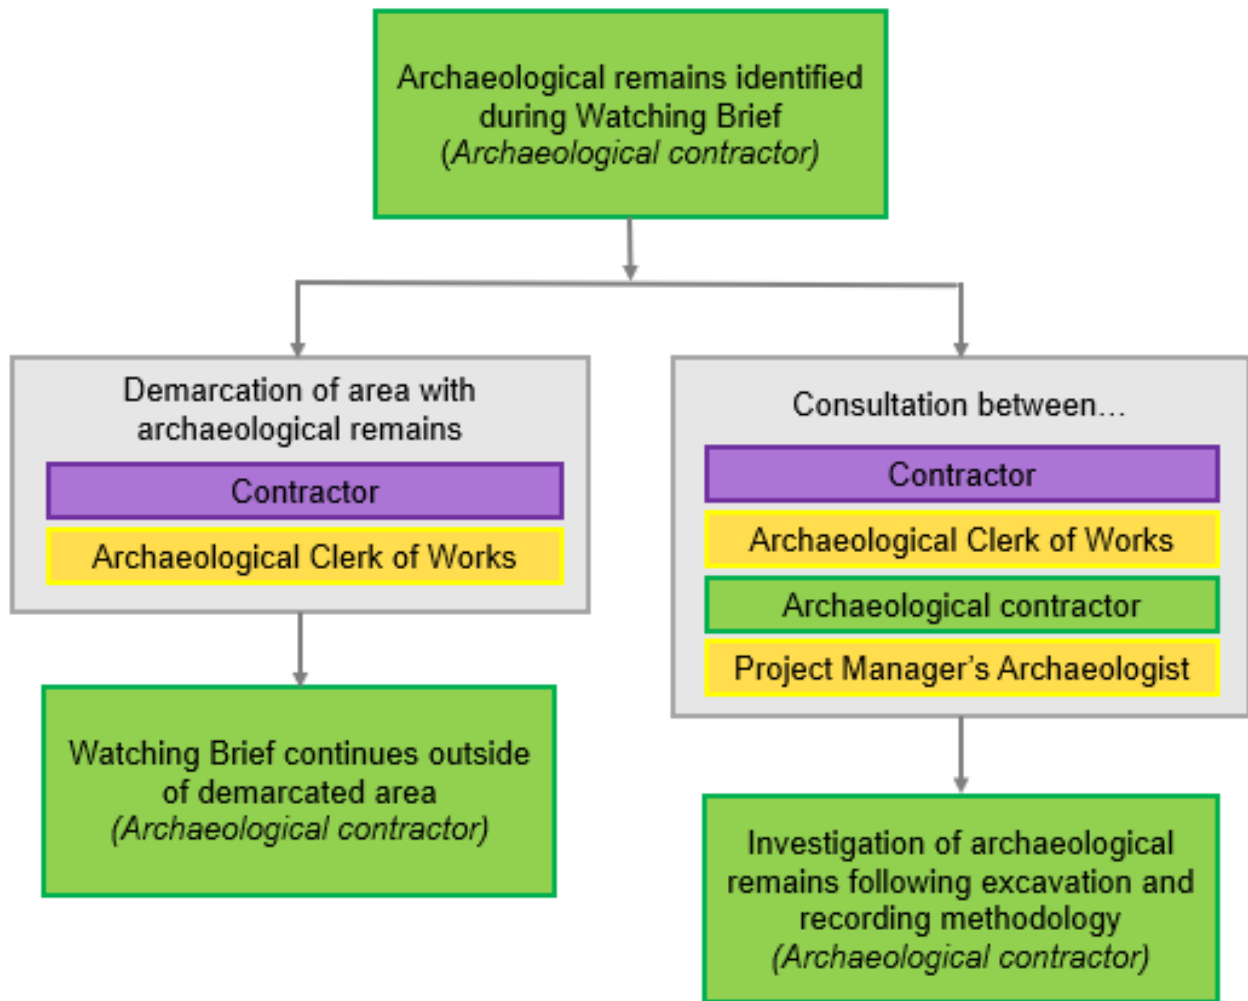 Archaeological remains identified
during Watching Brief
(Archaeological contractor)
Demarcation of area with
archaeological remains
Contractor
Archaeological Clerk of Works
Watching Brief continues outside
of demarcated area
(Archaeological contractor)
Consultation between…
Contractor
Archaeological Clerk of Works
Archaeological contractor
Project Manager’s Archaeologist
Investigation of archaeological
remains following excavation and
recording methodology
(Archaeological contractor)